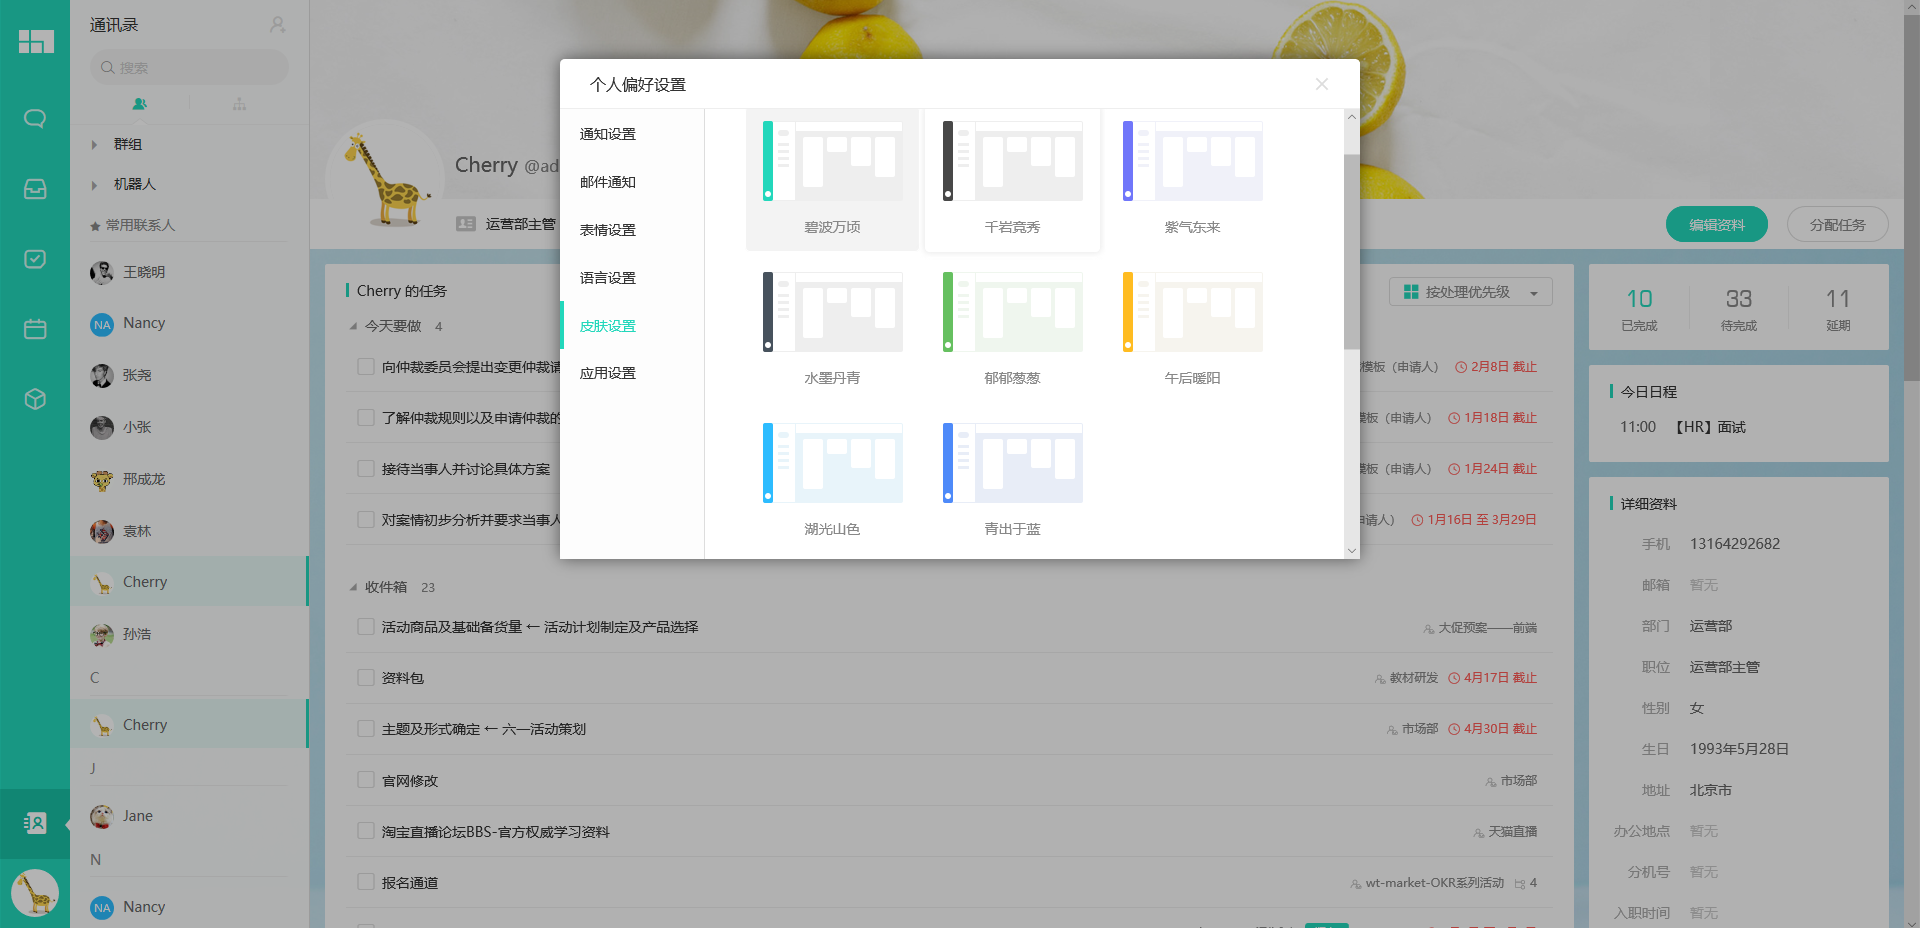 通讯录
搜索
群组
机器人
常用联系人
王晓明
NA Nancy
张尧
小张
邢成龙
袁林
Cherry
孙浩
C
Cherry
J
Jane
N
NA Nancy
Cherry @ad
运营部主管
编辑资料
分配任务
个人偏好设置
通知设置
邮件通知
表情设置
语言设置
皮肤设置
应用设置
碧波万顷
千岩竞秀
紫气东来
水墨丹青
郁郁葱葱
午后暖阳
湖光山色
青出于蓝
Cherry 的任务
按处理优先级
今天要做 4
向仲裁委员会提出变更仲裁请
模板（申请人） 2月8日 截止
了解仲裁规则以及申请仲裁的
模板（申请人） 1月18日 截止
接待当事人并讨论具体方案
模板（申请人） 1月24日 截止
对案情初步分析并要求当事人
申请人） 1月16日 至 3月29日
收件箱 23
活动商品及基础备货量 ← 活动计划制定及产品选择
大促预案——前端
资料包
教材研发 4月17日 截止
主题及形式确定 ← 六一活动策划
市场部 4月30日 截止
官网修改
市场部
淘宝直播论坛BBS-官方权威学习资料
天猫直播
报名通道
wt-market-OKR系列活动 4
10 33 11
已完成 待完成 延期
今日日程
11:00 【HR】面试
详细资料
手机 13164292682
邮箱 暂无
部门 运营部
职位 运营部主管
性别 女
生日 1993年5月28日
地址 北京市
办公地点 暂无
分机号 暂无
入职时间 暂无